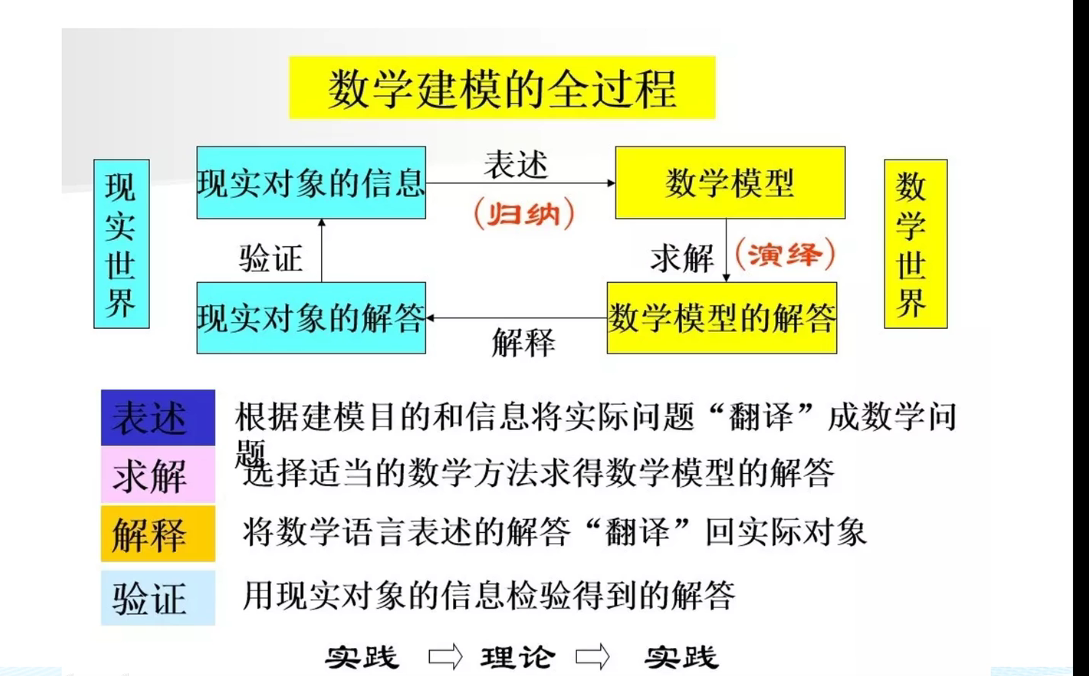 数学建模的全过程
现实世界
现实对象的信息
表述
(归纳)
数学模型
数学世界
验证
求解
(演绎)
现实对象的解答
解释
数学模型的解答
表述
根据建模目的和信息将实际问题“翻译”成数学问
题
求解
选择适当的数学方法求得数学模型的解答
解释
将数学语言表述的解答“翻译”回实际对象
验证
用现实对象的信息检验得到的解答
实践 ⇨ 理论 ⇨ 实践